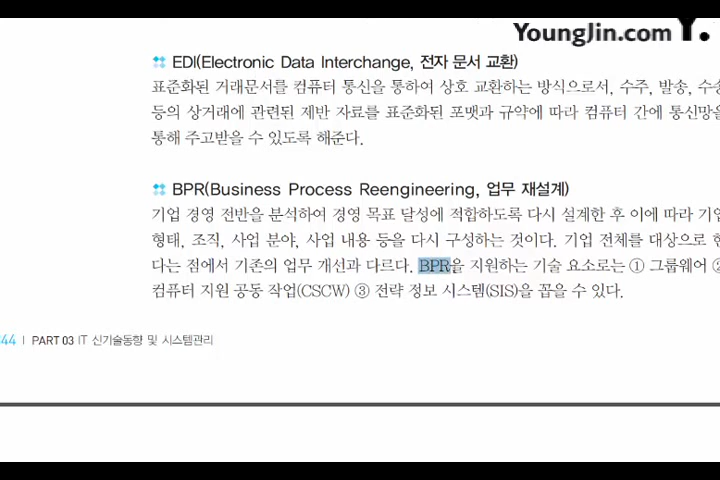 YoungJin.com Y.
EDI(Electronic Data Interchange, 전자 문서 교환)
표준화된 거래문서를 컴퓨터 통신을 통하여 상호 교환하는 방식으로서, 수주, 발송, 수송
등의 상거래에 관련된 제반 자료를 표준화된 포맷과 규약에 따라 컴퓨터 간에 통신망을
통해 주고받을 수 있도록 해준다.
BPR(Business Process Reengineering, 업무 재설계)
기업 경영 전반을 분석하여 경영 목표 달성에 적합하도록 다시 설계한 후 이에 따라 기업
형태, 조직, 사업 분야, 사업 내용 등을 다시 구성하는 것이다. 기업 전체를 대상으로 한
다는 점에서 기존의 업무 개선과 다르다. BPR을 지원하는 기술 요소로는 ① 그룹웨어 ②
컴퓨터 지원 공동 작업(CSCW) ③ 전략 정보 시스템(SIS)을 꼽을 수 있다.
44 | PART 03 IT 신기술동향 및 시스템관리